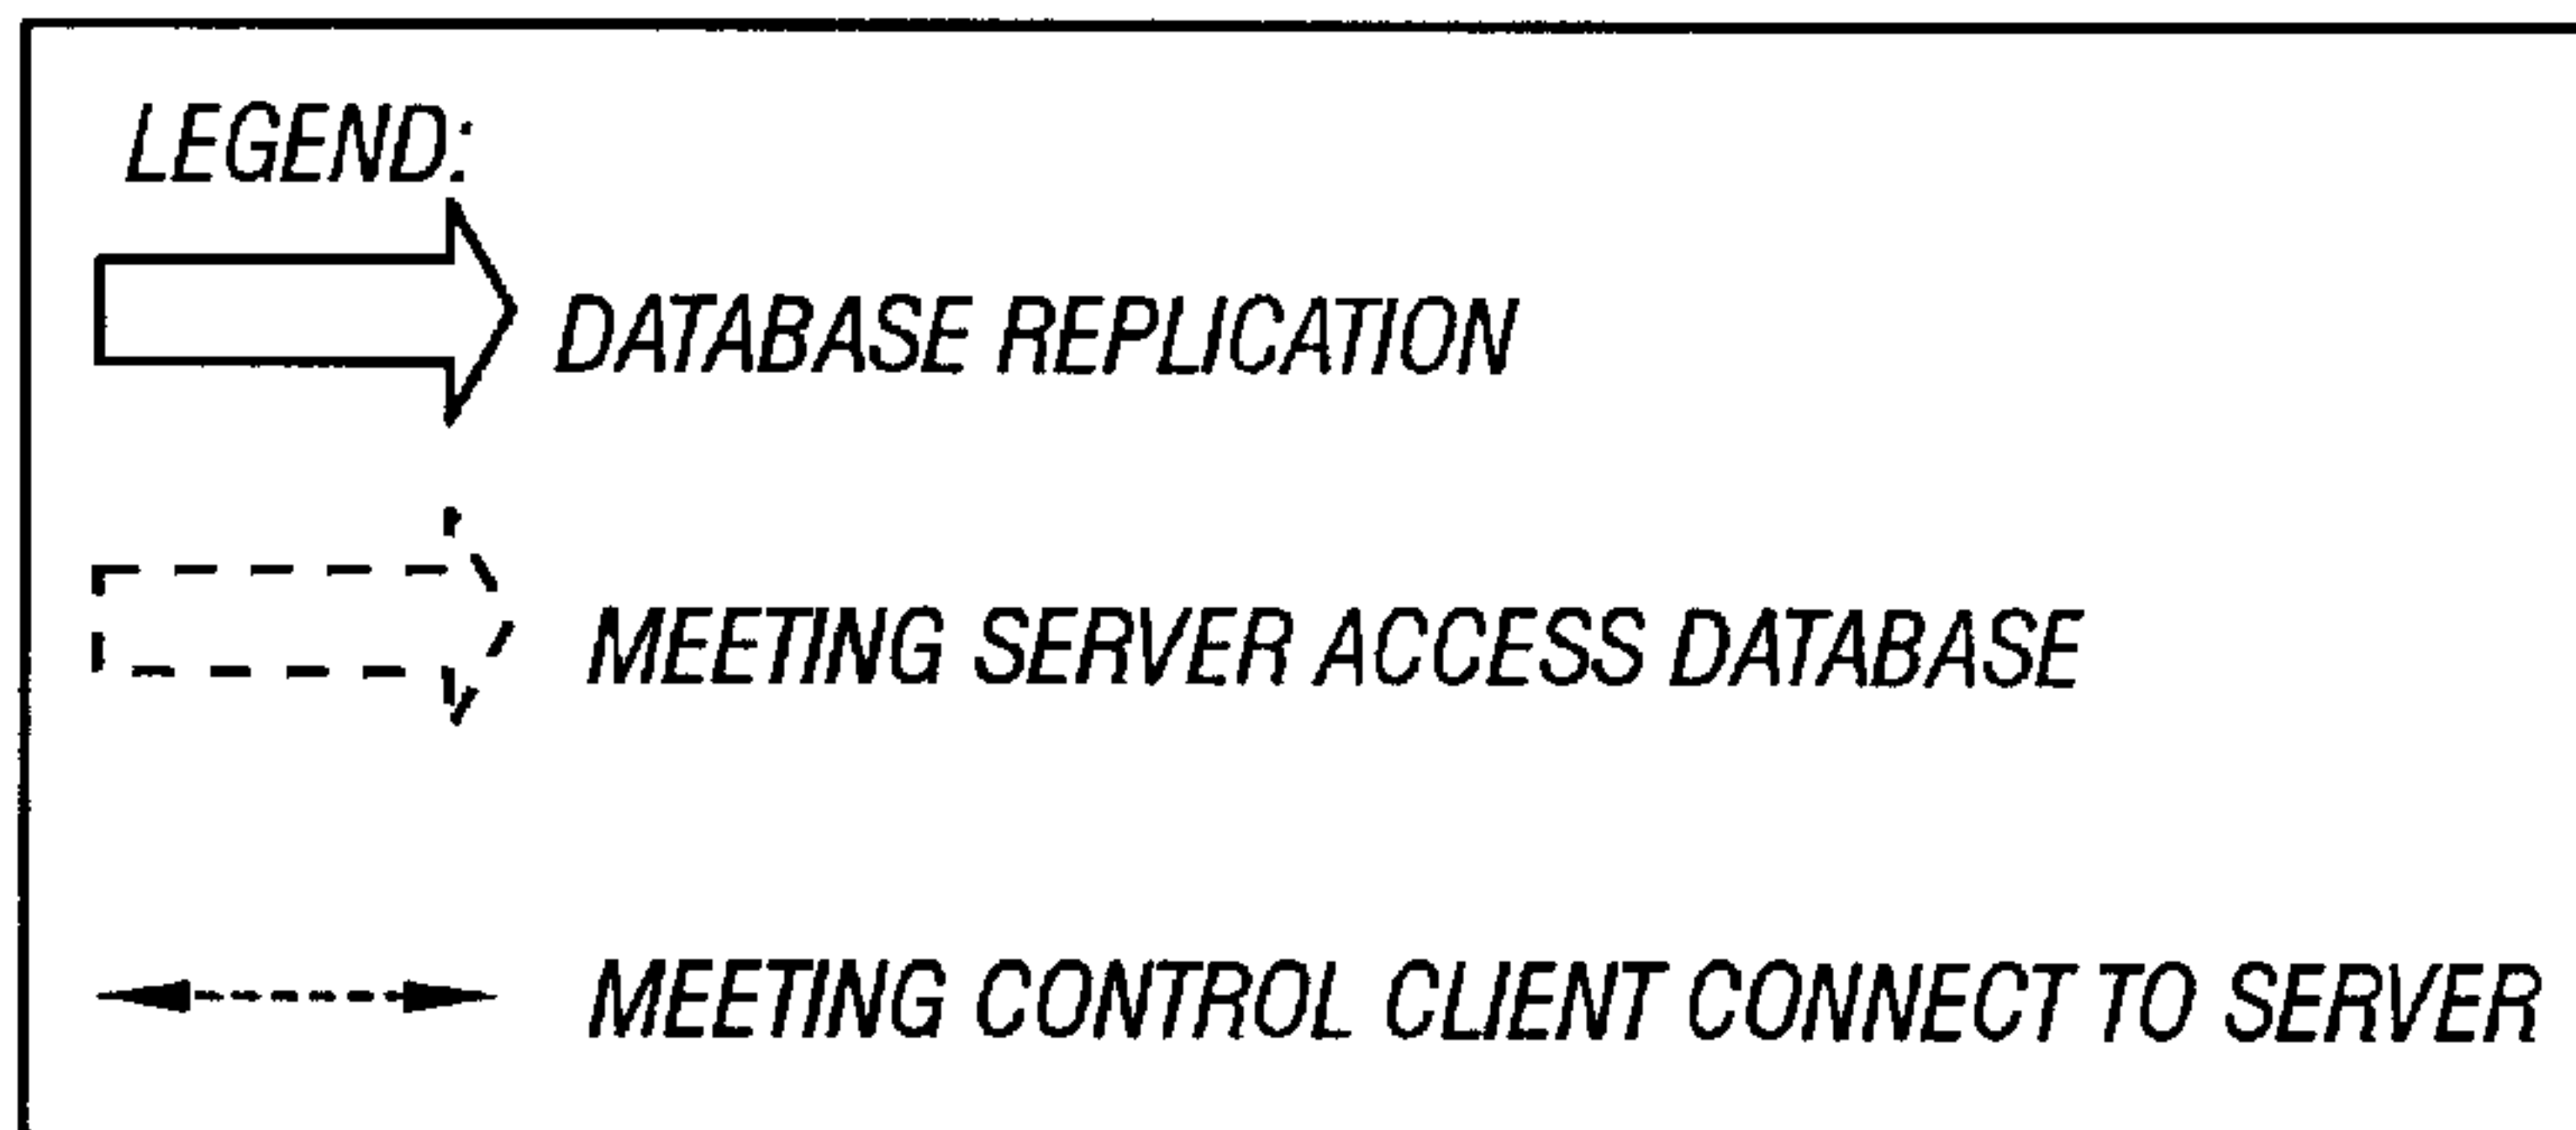 LEGEND:
DATABASE REPLICATION
MEETING SERVER ACCESS DATABASE
MEETING CONTROL CLIENT CONNECT TO SERVER